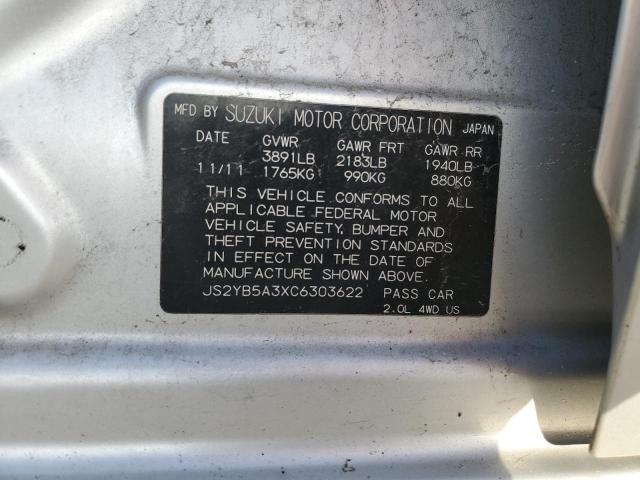 MFD BY SUZUKI MOTOR CORPORATION JAPAN
DATE GVWR GAWR FRT GAWR RR
3891LB 2183LB 1940LB
11/11 1765KG 990KG 880KG
THIS VEHICLE CONFORMS TO ALL
APPLICABLE FEDERAL MOTOR
VEHICLE SAFETY, BUMPER AND
THEFT PREVENTION STANDARDS
IN EFFECT ON THE DATE OF
MANUFACTURE SHOWN ABOVE.
JS2YB5A3XC6303622 PASS CAR
2.0L 4WD US